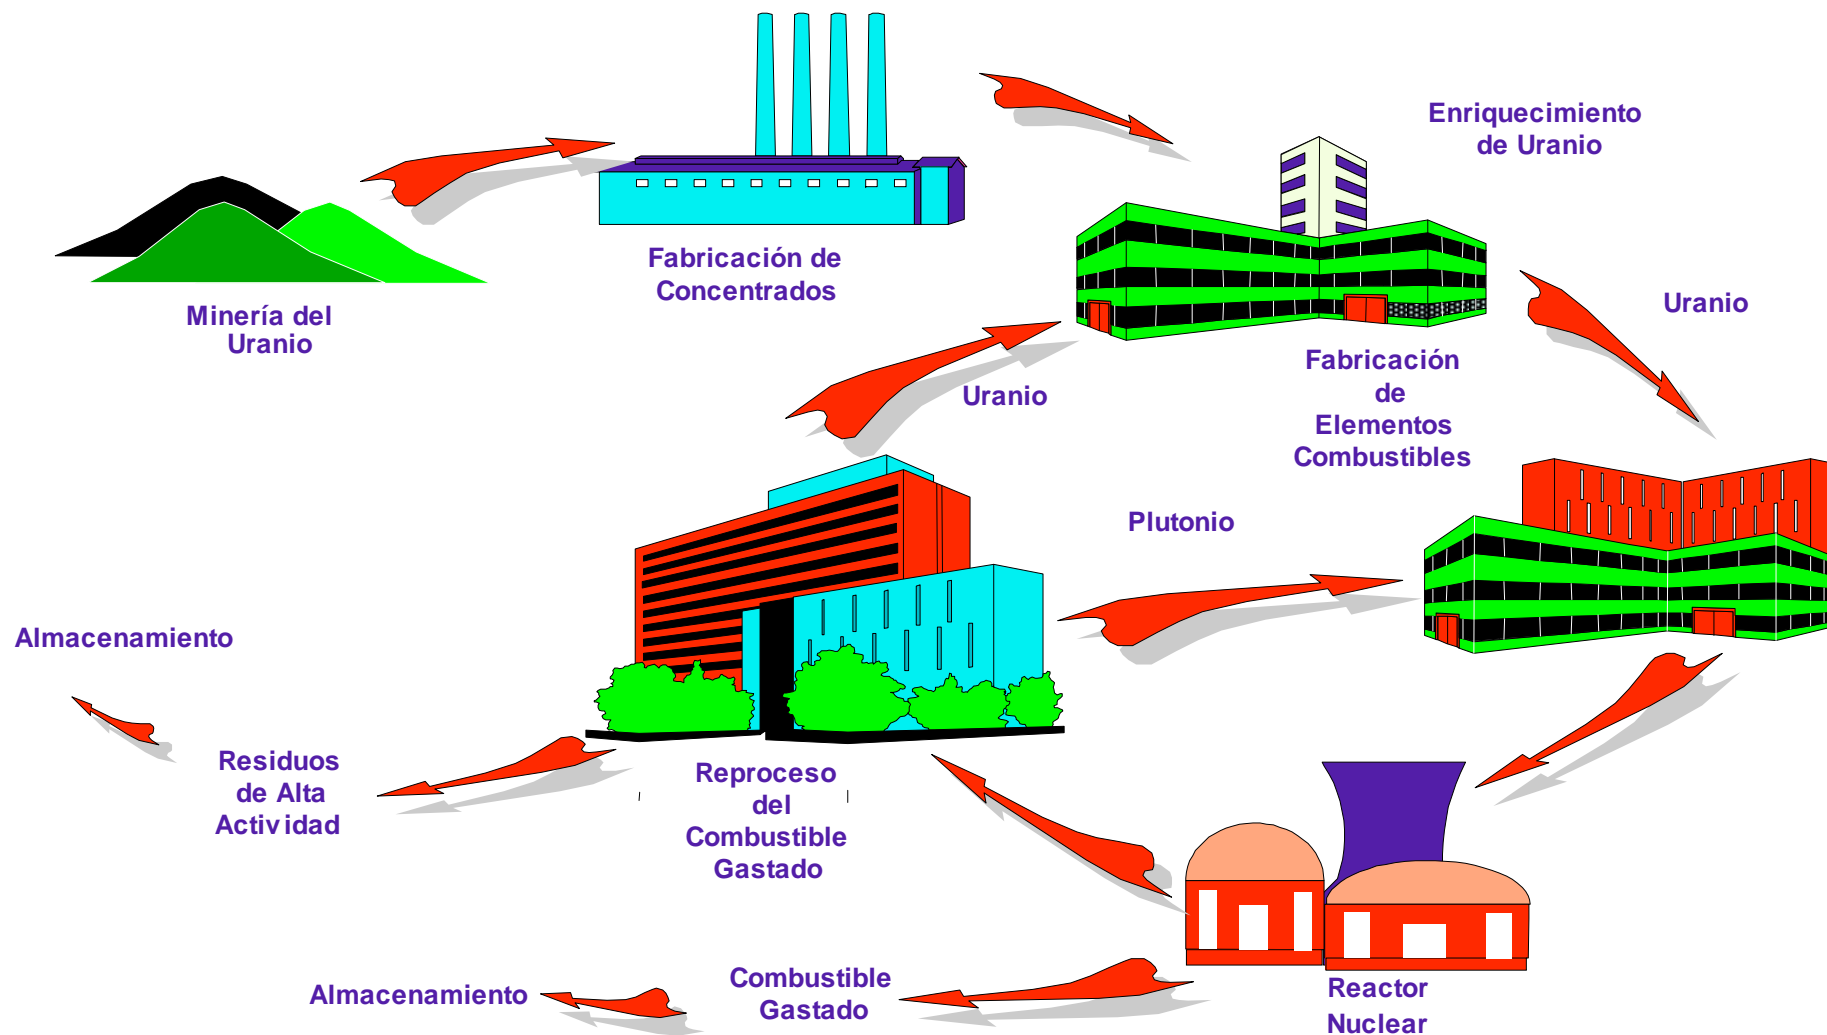 Enriquecimiento
de Uranio
Fabricación de
Concentrados
Minería del
Uranio
Uranio
Fabricación
de
Elementos
Combustibles
Uranio
Plutonio
Almacenamiento
Residuos
de Alta
Actividad
Reproceso
del
Combustible
Gastado
Combustible
Gastado
Almacenamiento
Reactor
Nuclear